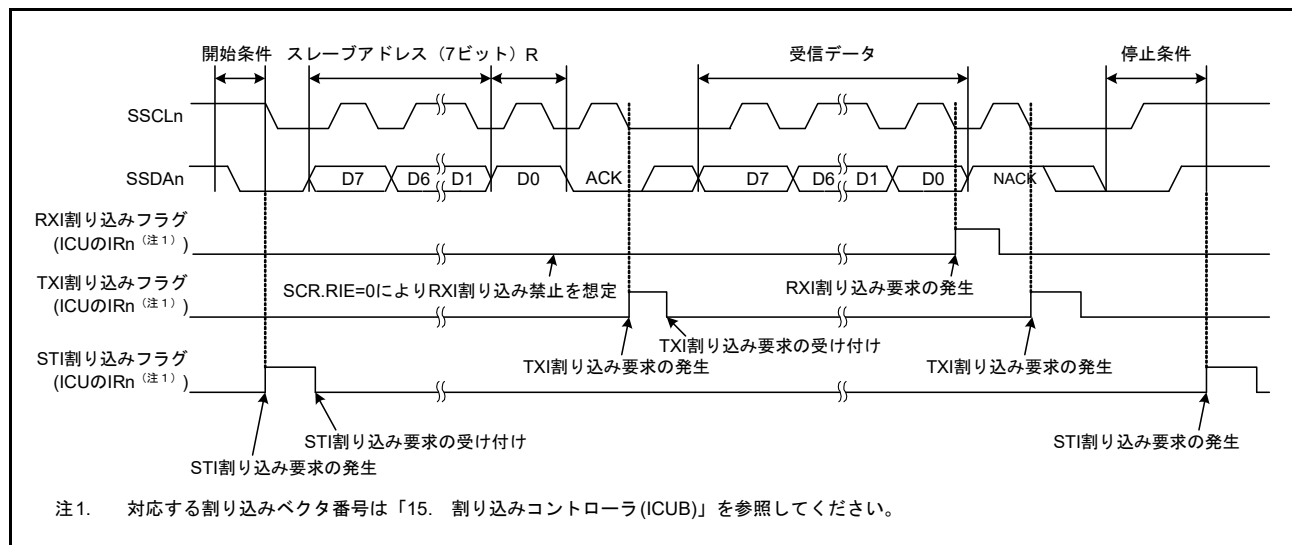 開始条件 スレーブアドレス（7ビット）R 受信データ 停止条件
SSCLn
SSDAn D7 D6 D1 D0 ACK D7 D6 D1 D0 NACK
RXI割り込みフラグ
(ICUのIRn（注1）)
SCR.RIE=0によりRXI割り込み禁止を想定
RXI割り込み要求の発生
TXI割り込みフラグ
(ICUのIRn（注1）)
TXI割り込み要求の受け付け
TXI割り込み要求の発生
TXI割り込み要求の発生
STI割り込みフラグ
(ICUのIRn（注1）)
STI割り込み要求の受け付け
STI割り込み要求の発生
STI割り込み要求の発生
注1. 対応する割り込みベクタ番号は「15. 割り込みコントローラ(ICUB)」を参照してください。